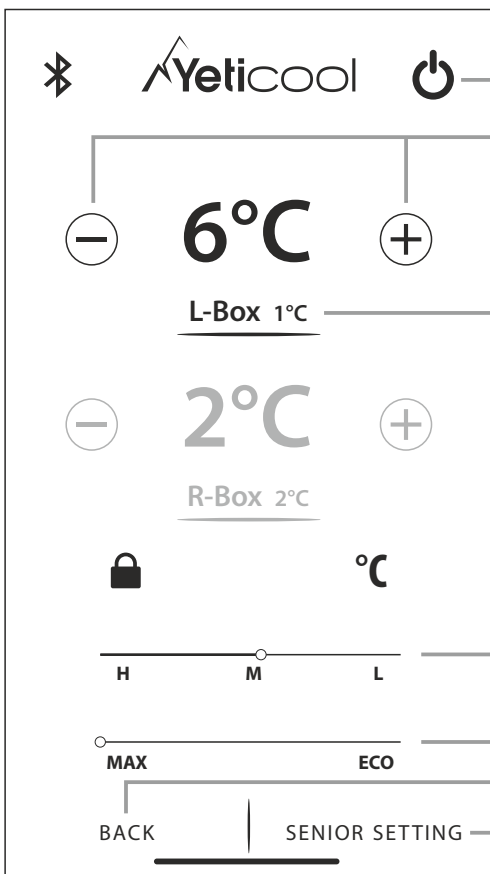 Yeticool
6°C
L-Box 1°C
2°C
R-Box 2°C
°C
H M L
MAX ECO
BACK SENIOR SETTING